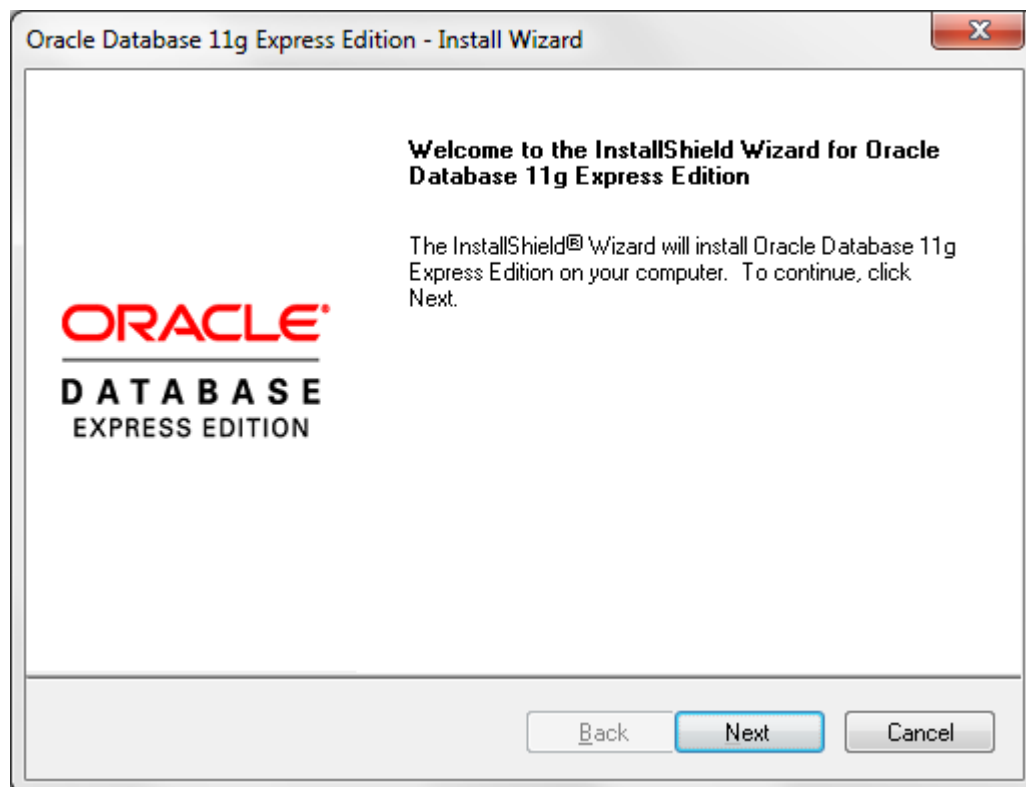 Oracle Database 11g Express Edition - Install Wizard
Welcome to the InstallShield Wizard for Oracle
Database 11g Express Edition
The InstallShield® Wizard will install Oracle Database 11g
Express Edition on your computer. To continue, click
Next.
ORACLE®
DATABASE
EXPRESS EDITION
Back
Next
Cancel